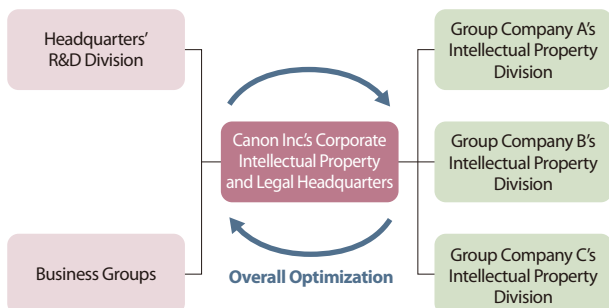 Headquarters’
R&D Division
Business Groups
Canon Inc.’s Corporate
Intellectual Property
and Legal Headquarters
Overall Optimization
Group Company A’s
Intellectual Property
Division
Group Company B’s
Intellectual Property
Division
Group Company C’s
Intellectual Property
Division